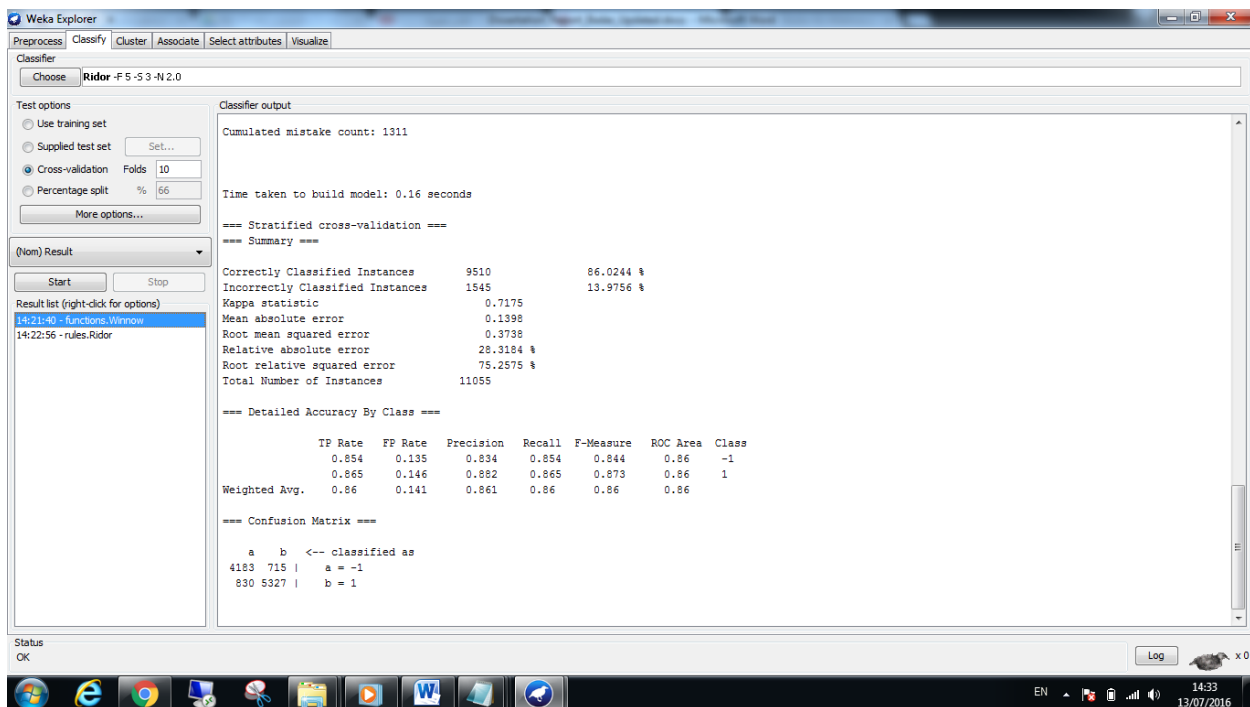 Weka Explorer
Preprocess Classify Cluster Associate Select attributes Visualize
Classifier
Choose Ridor -F 5 -S 3 -N 2.0
Test options
Use training set
Supplied test set Set...
Cross-validation Folds 10
Percentage split % 66
More options...
(Nom) Result
Start Stop
Result list (right-click for options)
14:21:40 - functions.Winnow
14:22:56 - rules.Ridor
Classifier output
Cumulated mistake count: 1311
Time taken to build model: 0.16 seconds
=== Stratified cross-validation ===
=== Summary ===
Correctly Classified Instances 9510 86.0244 %
Incorrectly Classified Instances 1545 13.9756 %
Kappa statistic 0.7175
Mean absolute error 0.1398
Root mean squared error 0.3738
Relative absolute error 28.3184 %
Root relative squared error 75.2575 %
Total Number of Instances 11055
=== Detailed Accuracy By Class ===
TP Rate FP Rate Precision Recall F-Measure ROC Area Class
0.854 0.135 0.834 0.854 0.844 0.86 -1
0.865 0.146 0.882 0.865 0.873 0.86 1
Weighted Avg. 0.86 0.141 0.861 0.86 0.86 0.86
=== Confusion Matrix ===
a b <-- classified as
4183 715 | a = -1
830 5327 | b = 1
Status
OK
Log x 0
EN 14:33
13/07/2016